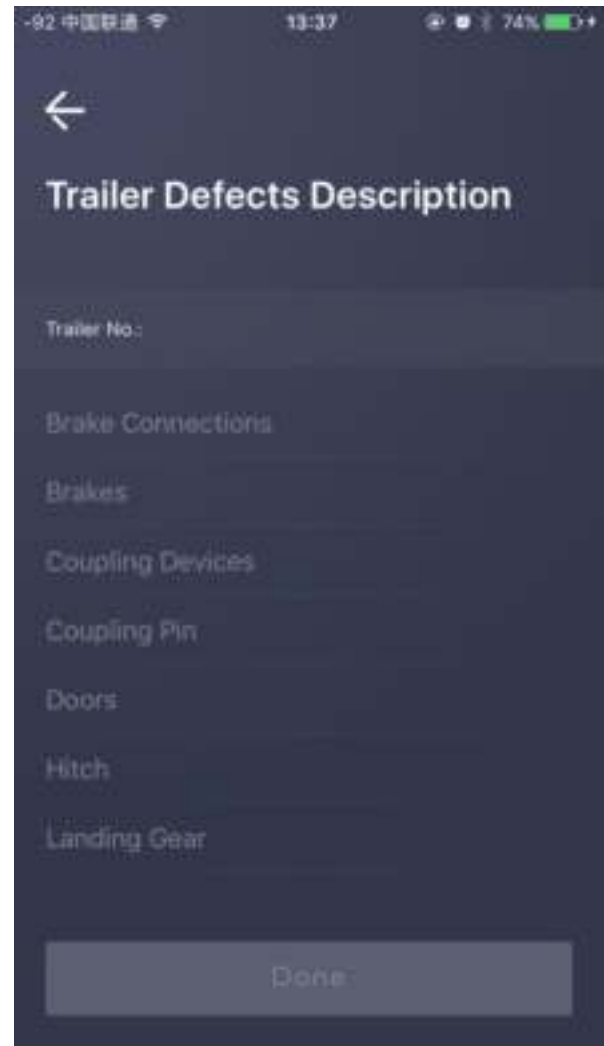 -92 中国联通 13:37 74%
Trailer Defects Description
Trailer No.:
Brake Connections
Brakes
Coupling Devices
Coupling Pin
Doors
Hitch
Landing Gear
Done